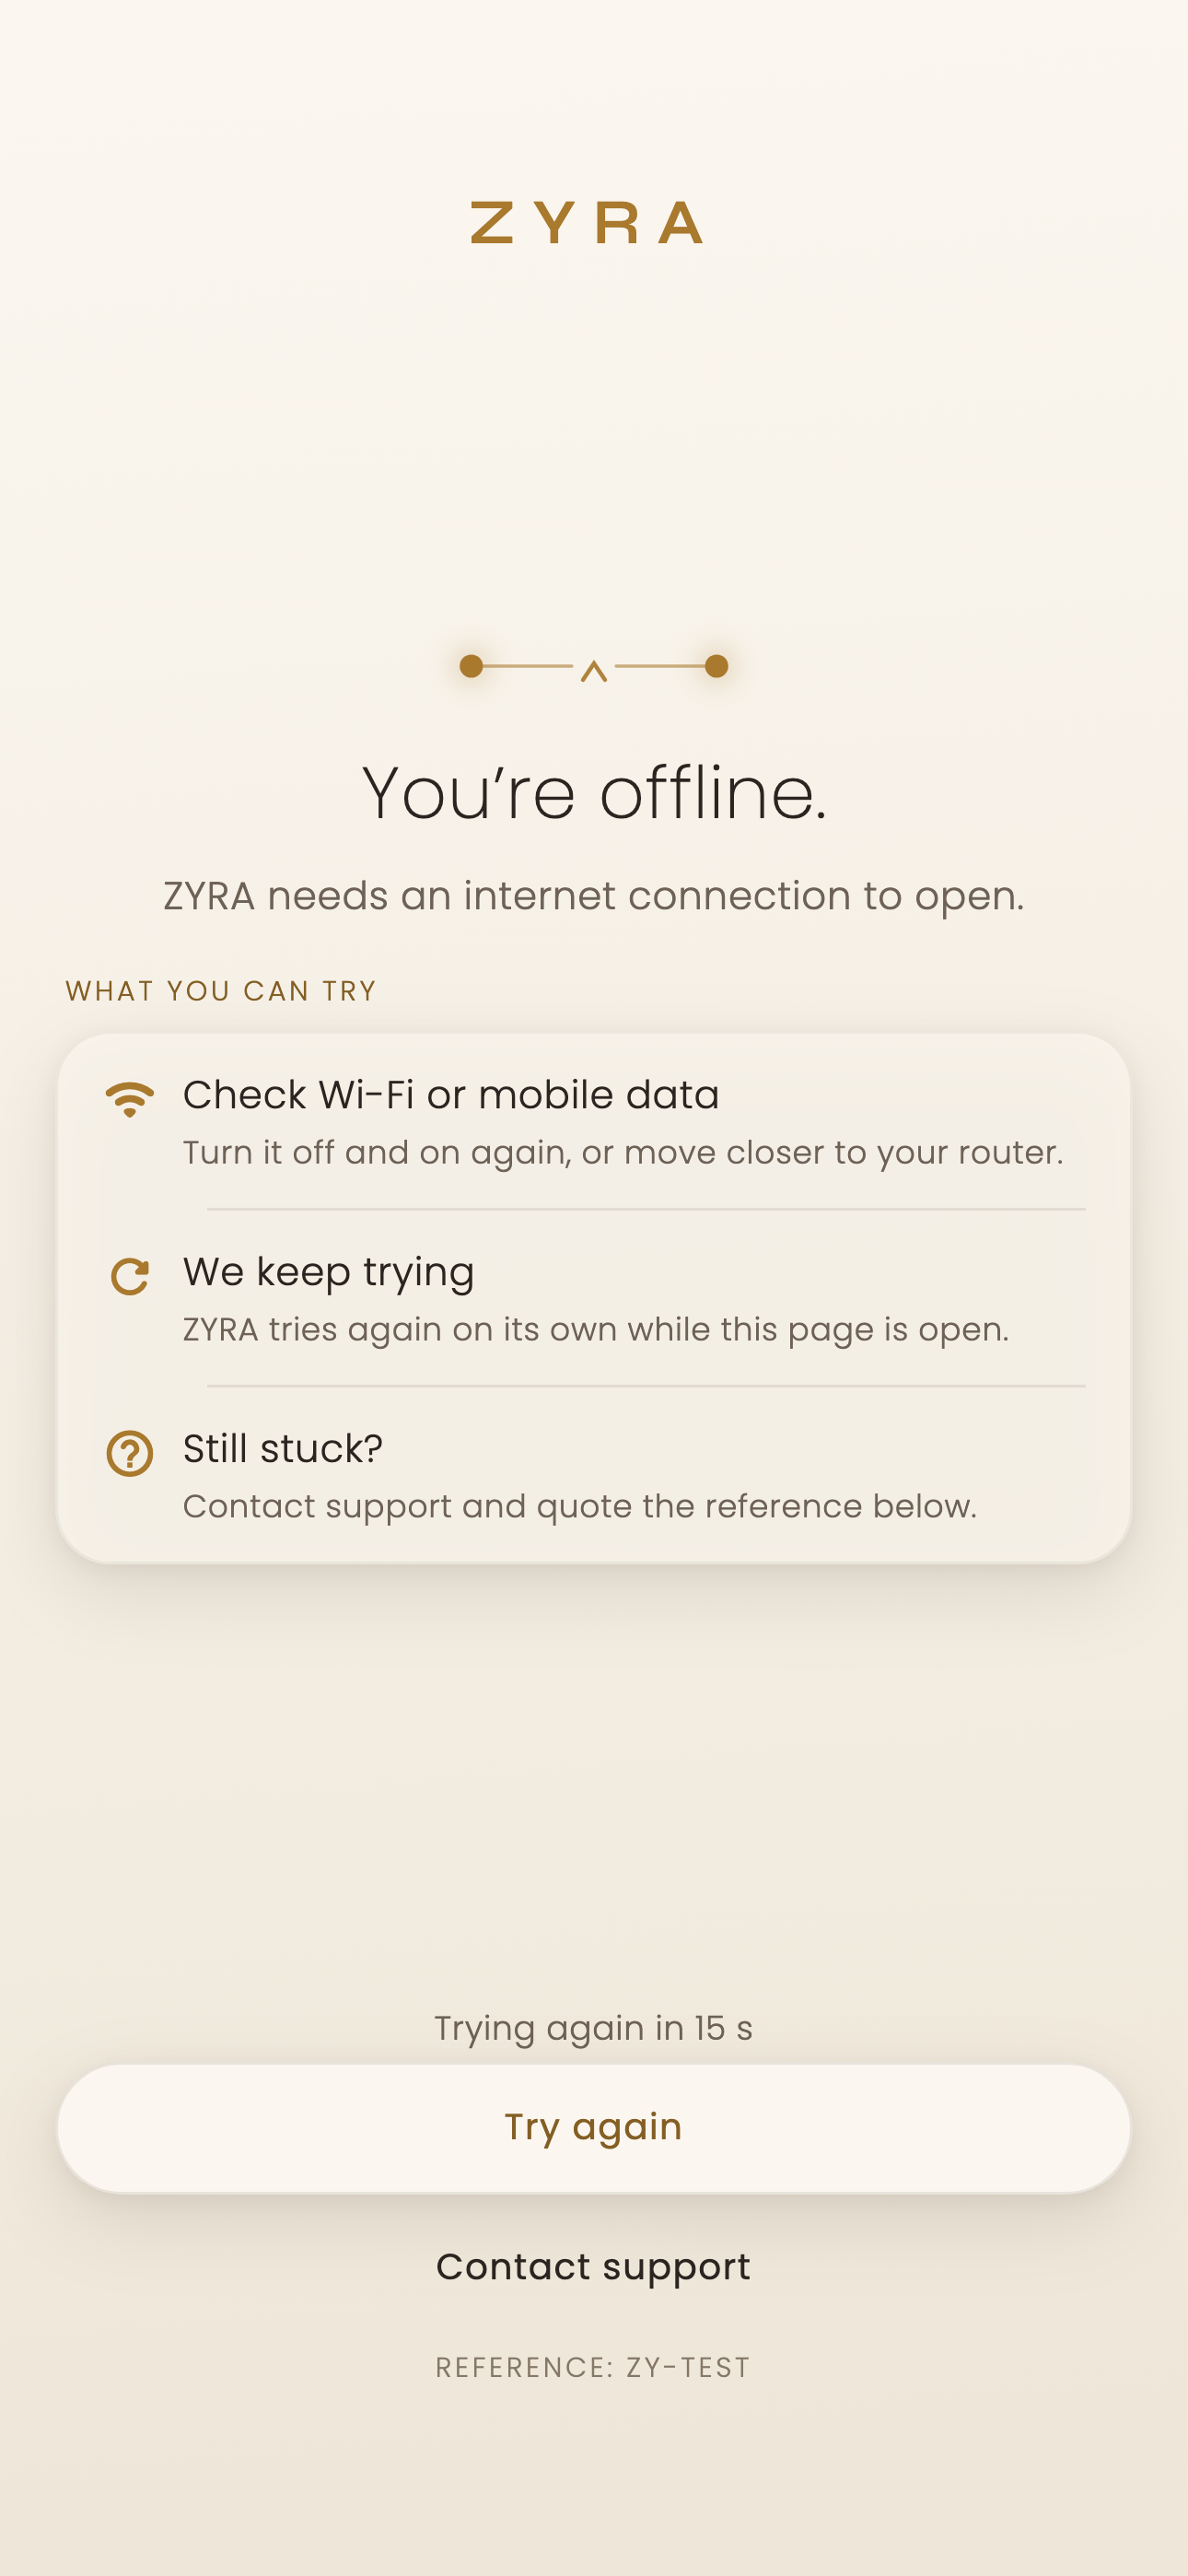 ZYRA
You’re offline.
ZYRA needs an internet connection to open.
WHAT YOU CAN TRY
Check Wi-Fi or mobile data
Turn it off and on again, or move closer to your router.
We keep trying
ZYRA tries again on its own while this page is open.
Still stuck?
Contact support and quote the reference below.
Trying again in 15 s
Try again
Contact support
REFERENCE: ZY-TEST